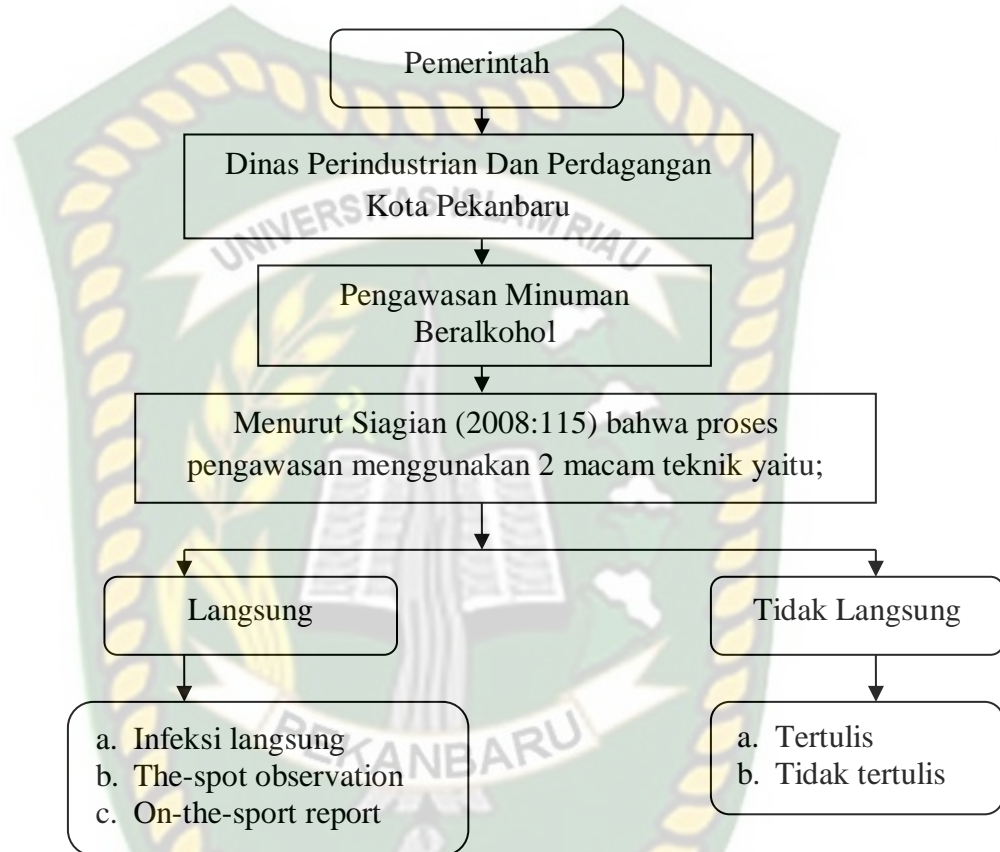 Pemerintah
Dinas Perindustrian Dan Perdagangan
Kota Pekanbaru
UNIVERSITAS ISLAM RIAU
Pengawasan Minuman
Beralkohol
Menurut Siagian (2008:115) bahwa proses
pengawasan menggunakan 2 macam teknik yaitu;
Langsung
Tidak Langsung
a. Infeksi langsung
b. The-spot observation
c. On-the-sport report
a. Tertulis
b. Tidak tertulis
PEKANBARU